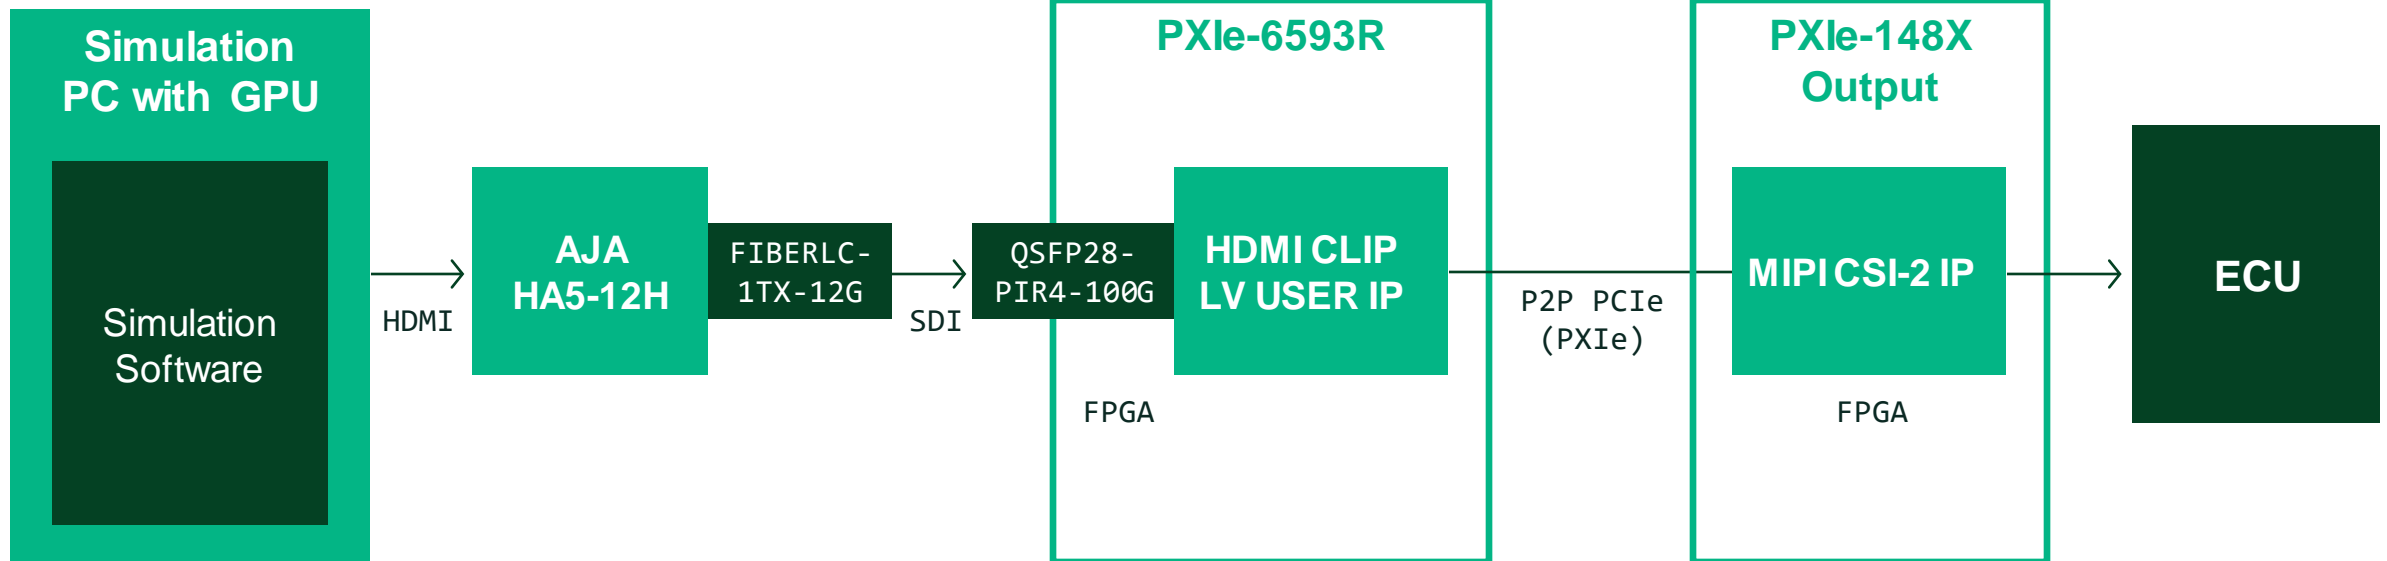 Simulation
PC with GPU
Simulation
Software
HDMI
AJA
HA5-12H
FIBERLC-
1TX-12G
SDI
QSFP28-
PIR4-100G
PXIe-6593R
HDMI CLIP
LV USER IP
FPGA
P2P PCIe
(PXIe)
PXIe-148X
Output
MIPI CSI-2 IP
FPGA
ECU